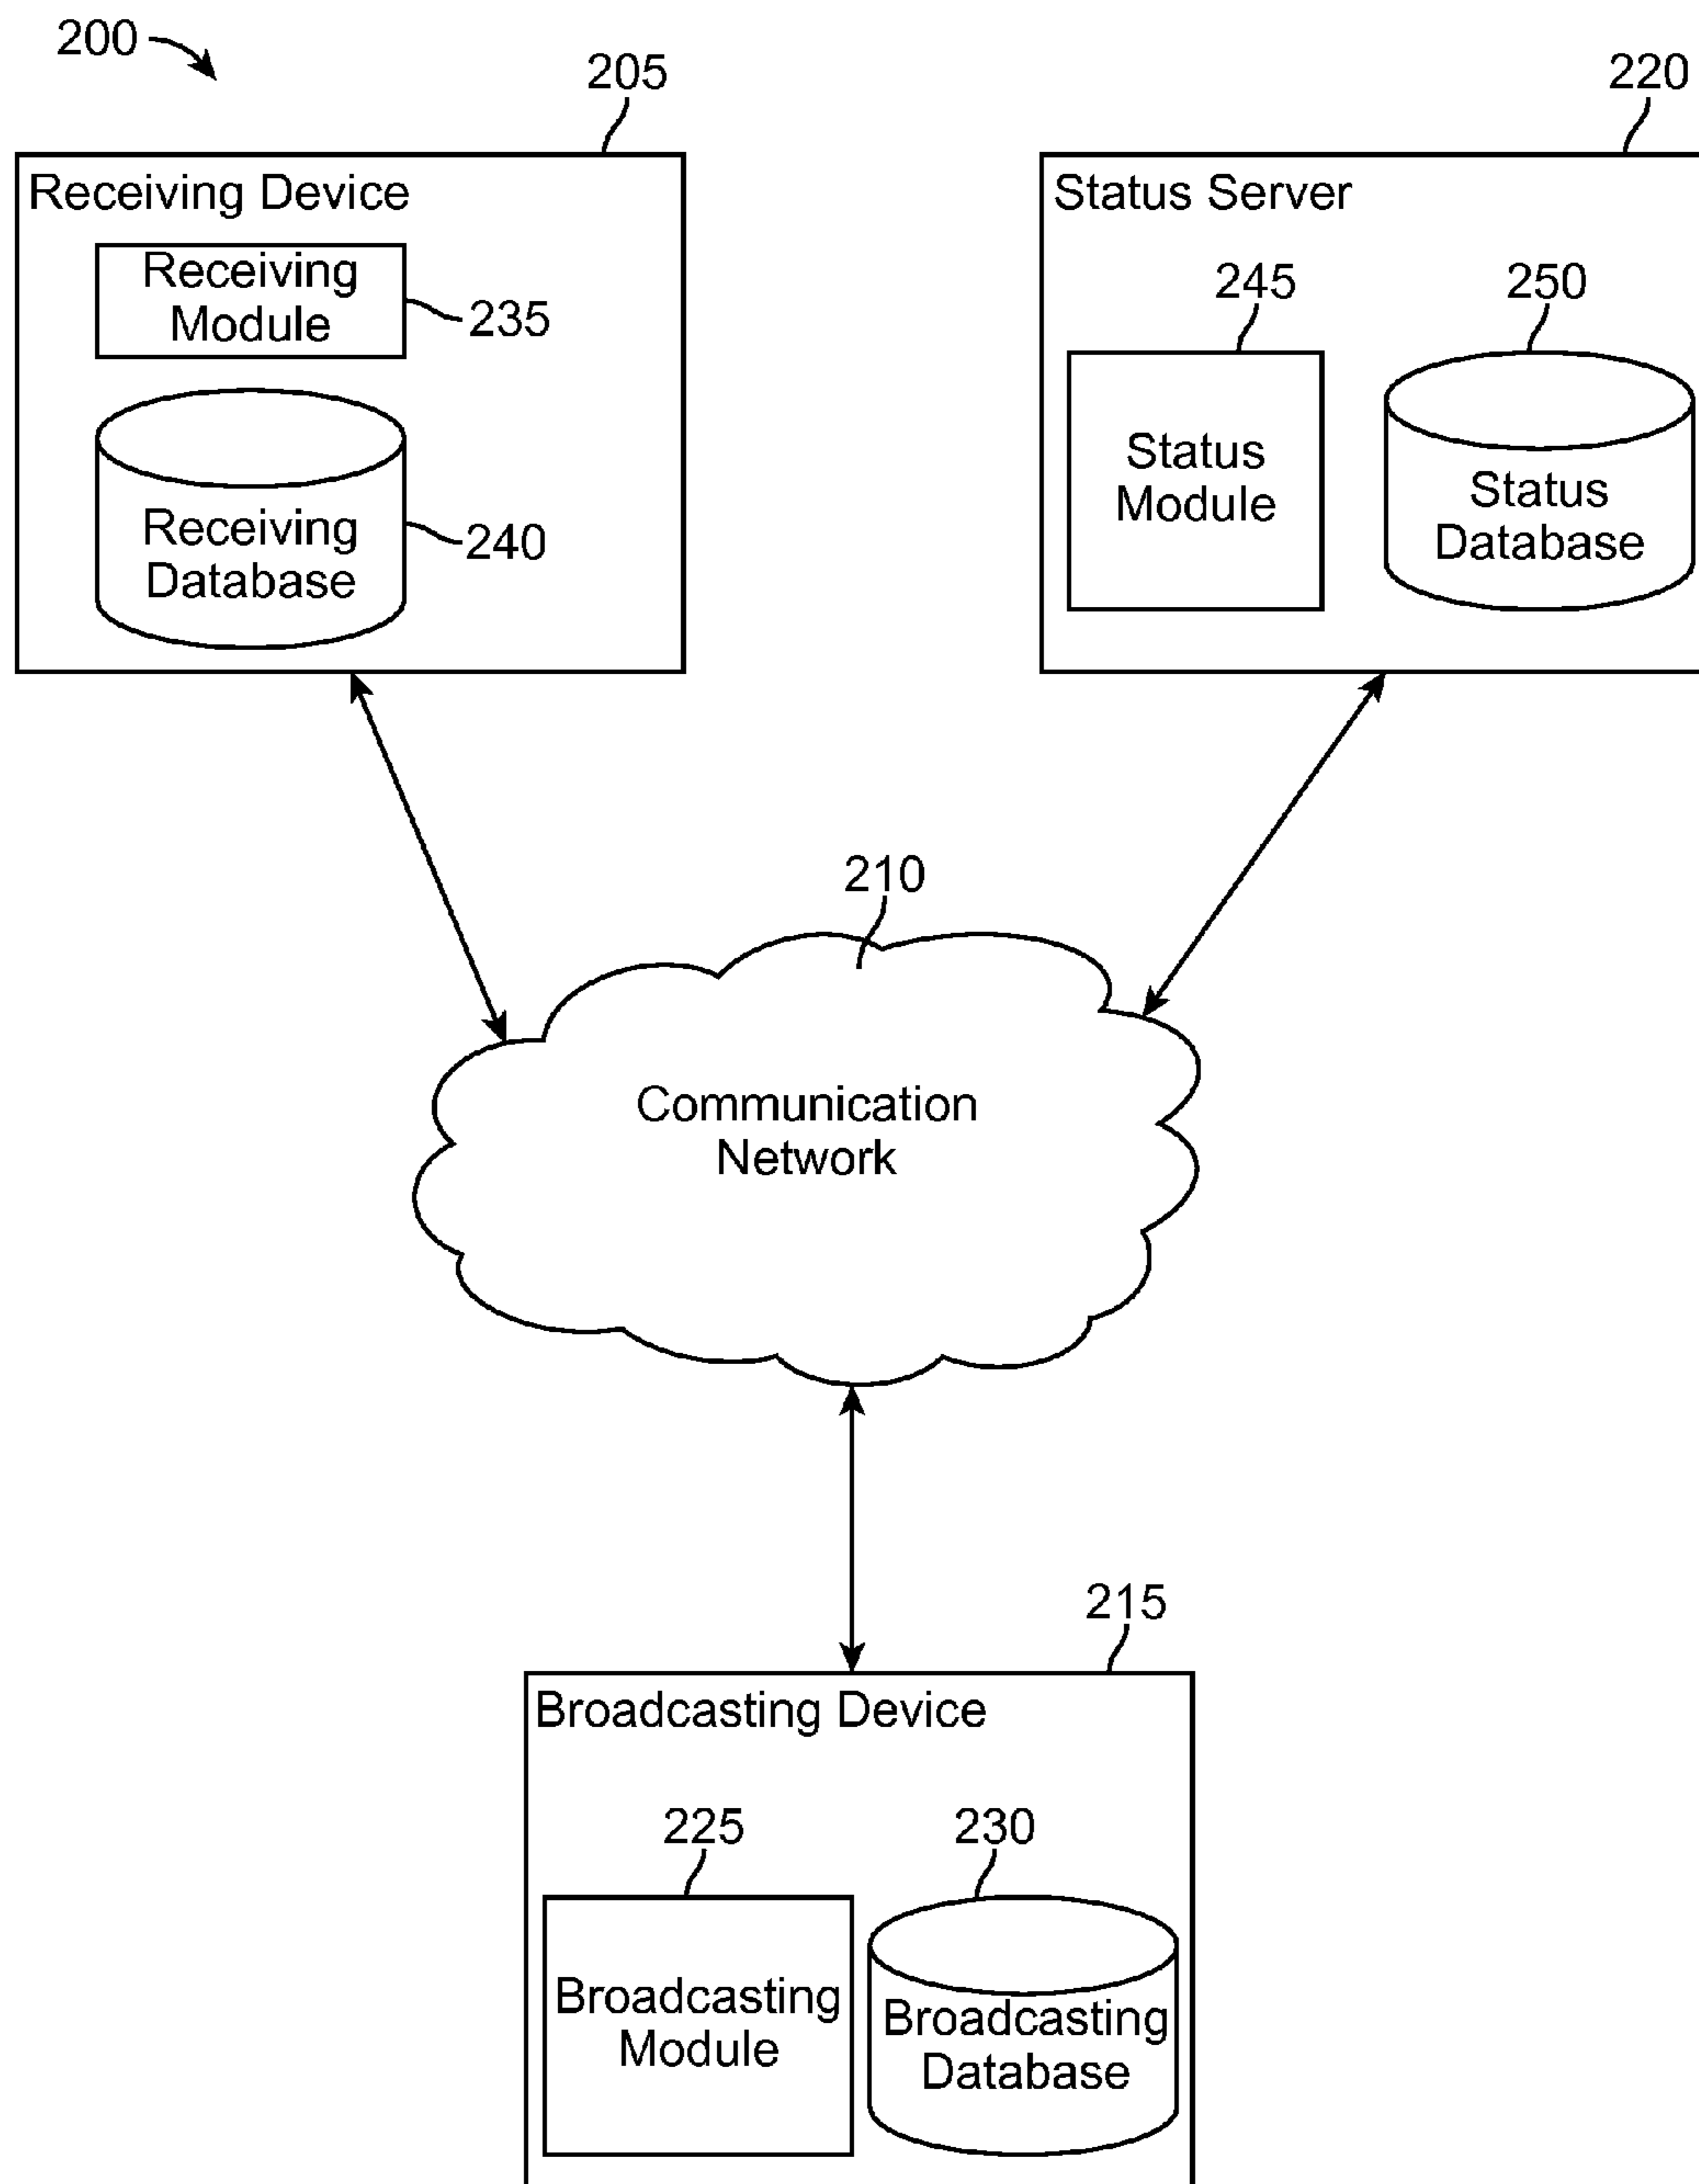 200
205
220
Receiving Device
Status Server
Receiving
Module
235
245
250
Status
Module
Status
Database
Receiving
Database
240
210
Communication
Network
215
Broadcasting Device
225
230
Broadcasting
Module
Broadcasting
Database